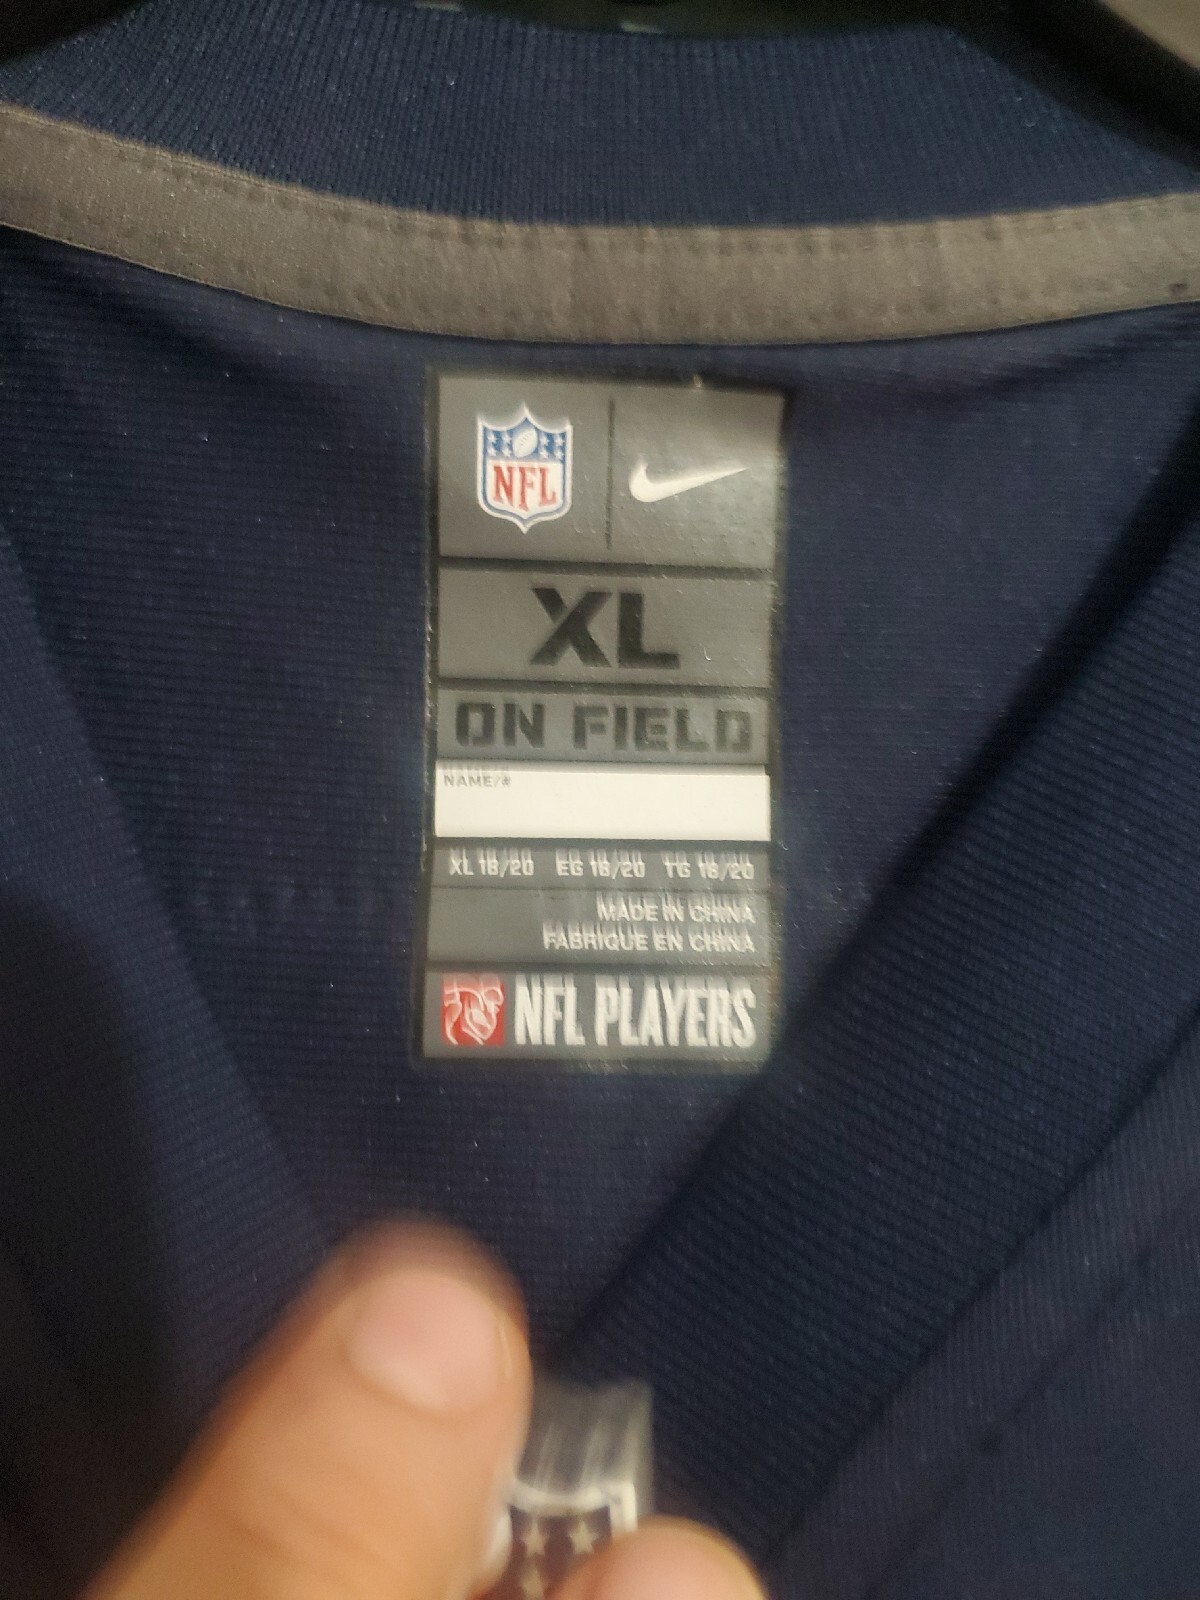 NFL
XL
ON FIELD
NAME/#
XL 18/20 EG 18/20 TG 18/20
MADE IN CHINA
FABRIQUE EN CHINA
NFL PLAYERS